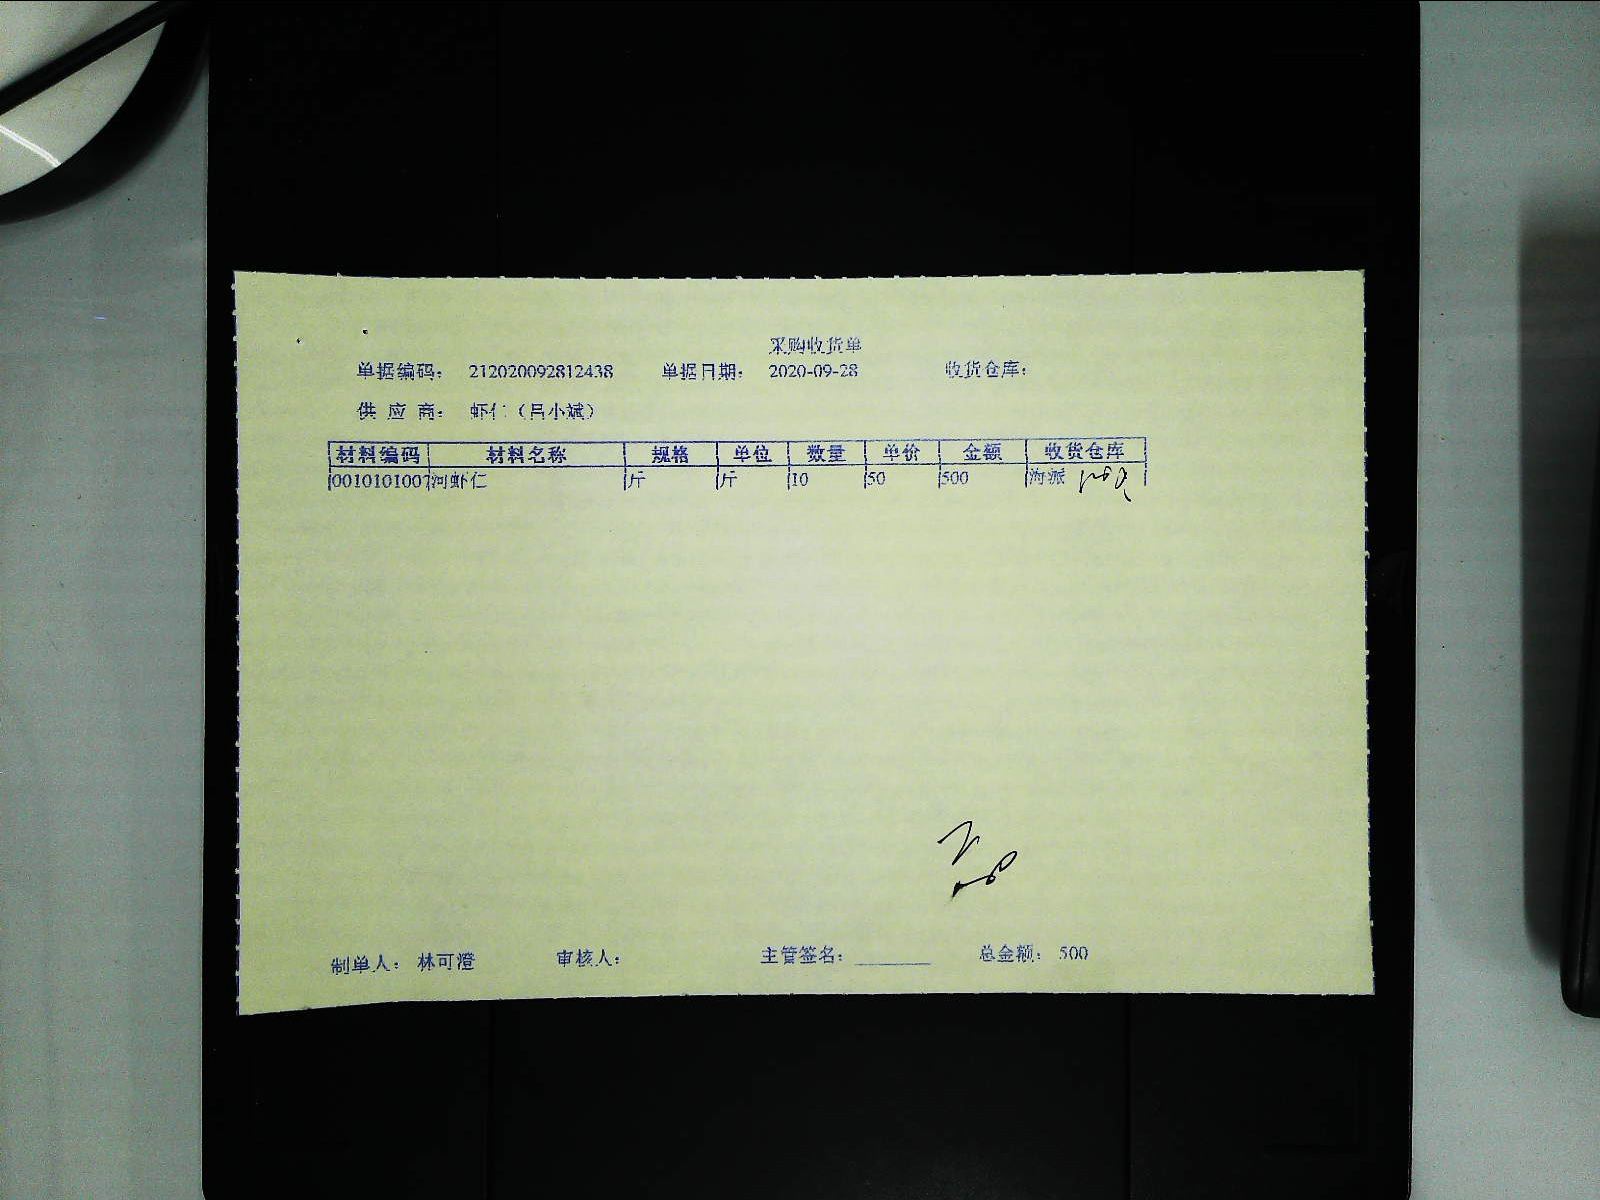 采购收货单
单据编码： 212020092812438 单据日期： 2020-09-28 收货仓库：
供 应 商： 虾仁（吕小斌）
材料编码 材料名称 规格 单位 数量 单价 金额 收货仓库
0010101007 河虾仁 斤 斤 10 50 500 海派
制单人： 林可澄 审核人： 主管签名：________ 总金额： 500